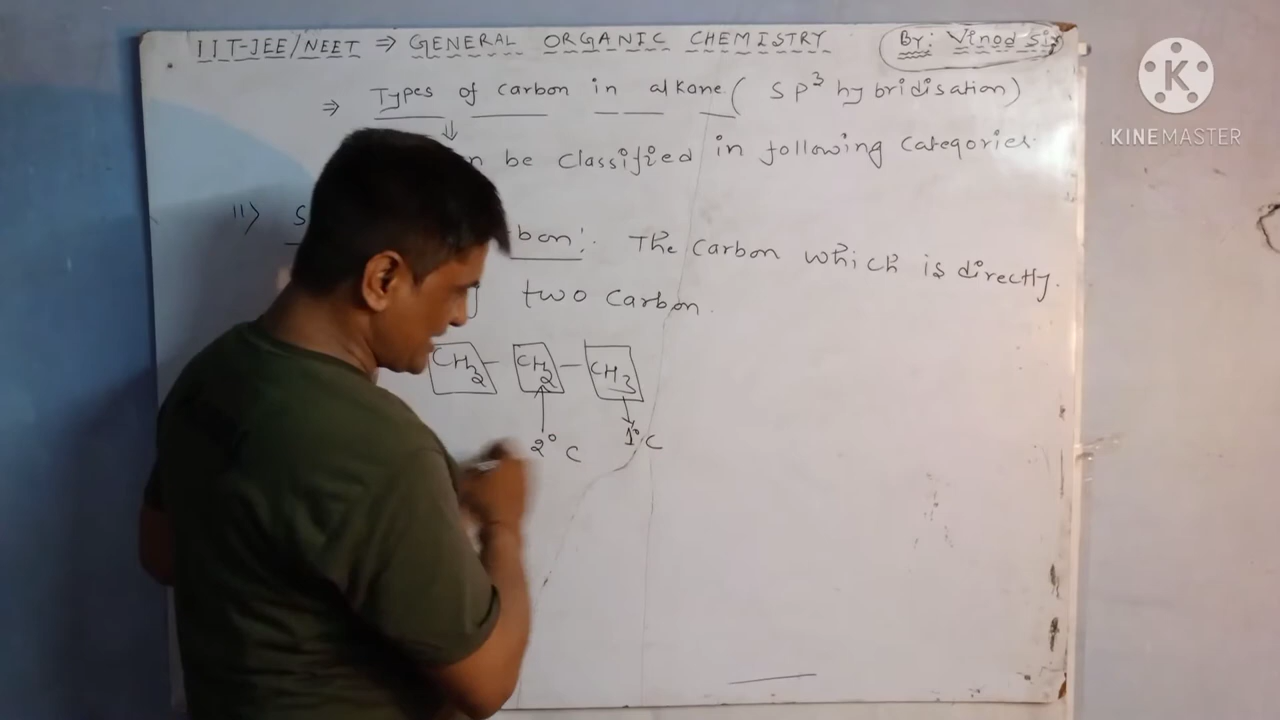 IIT-JEE/NEET ⇒ GENERAL ORGANIC CHEMISTRY By: Vinod Sir
⇒ Types of carbon in alkane ( SP³ hybridisation)
⇓
n be classified in following categories.
11) S bon:. The carbon which is directly.
two carbon.
CH2 - CH2 - CH3
2° C 1° C
K
KINEMASTER